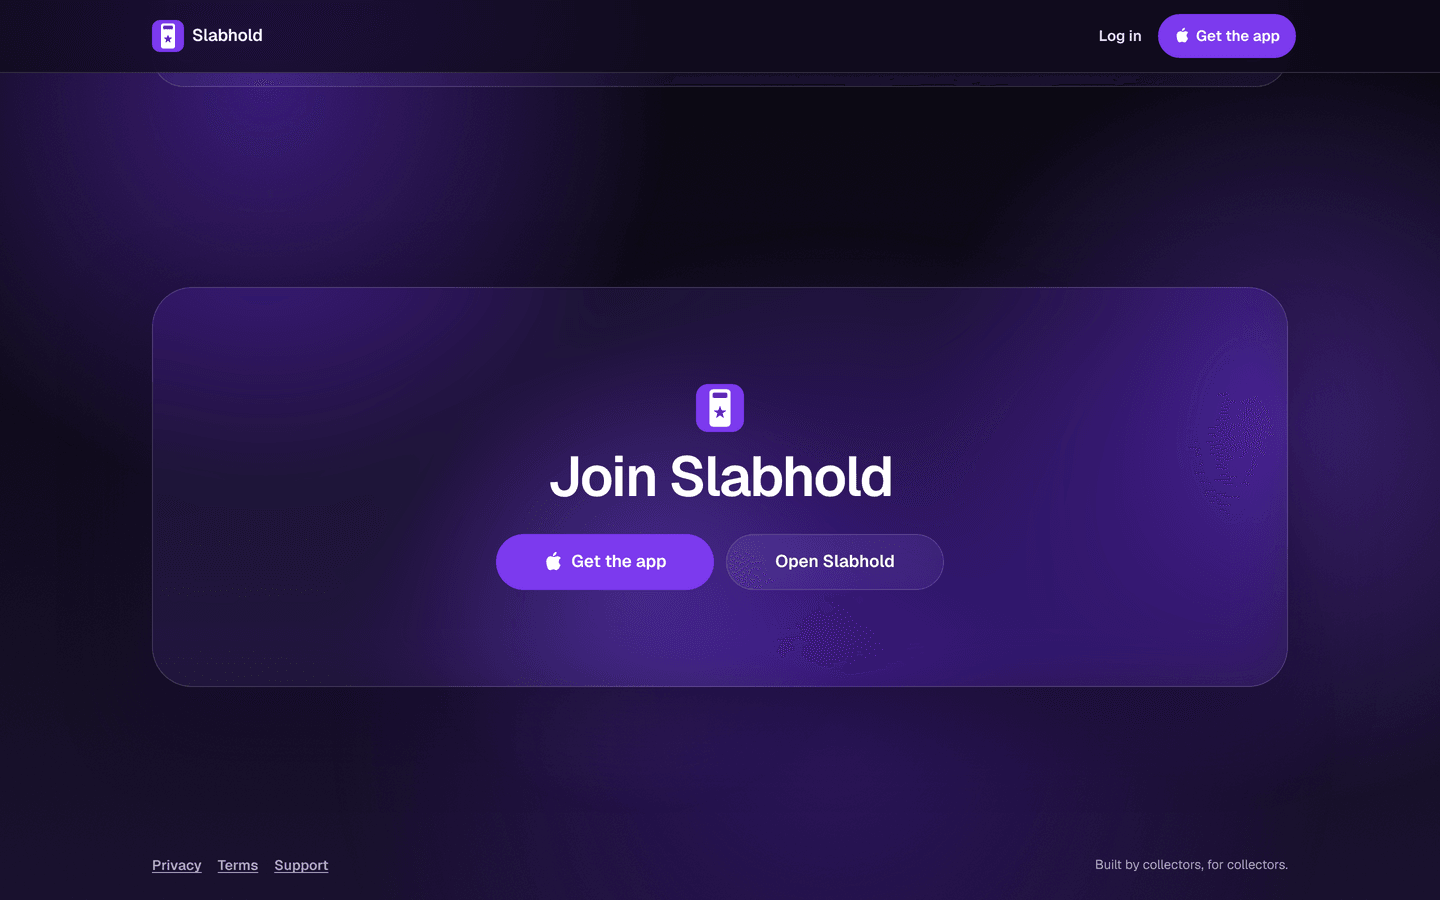 Slabhold
Log in
Get the app
Join Slabhold
Get the app
Open Slabhold
Privacy Terms Support
Built by collectors, for collectors.